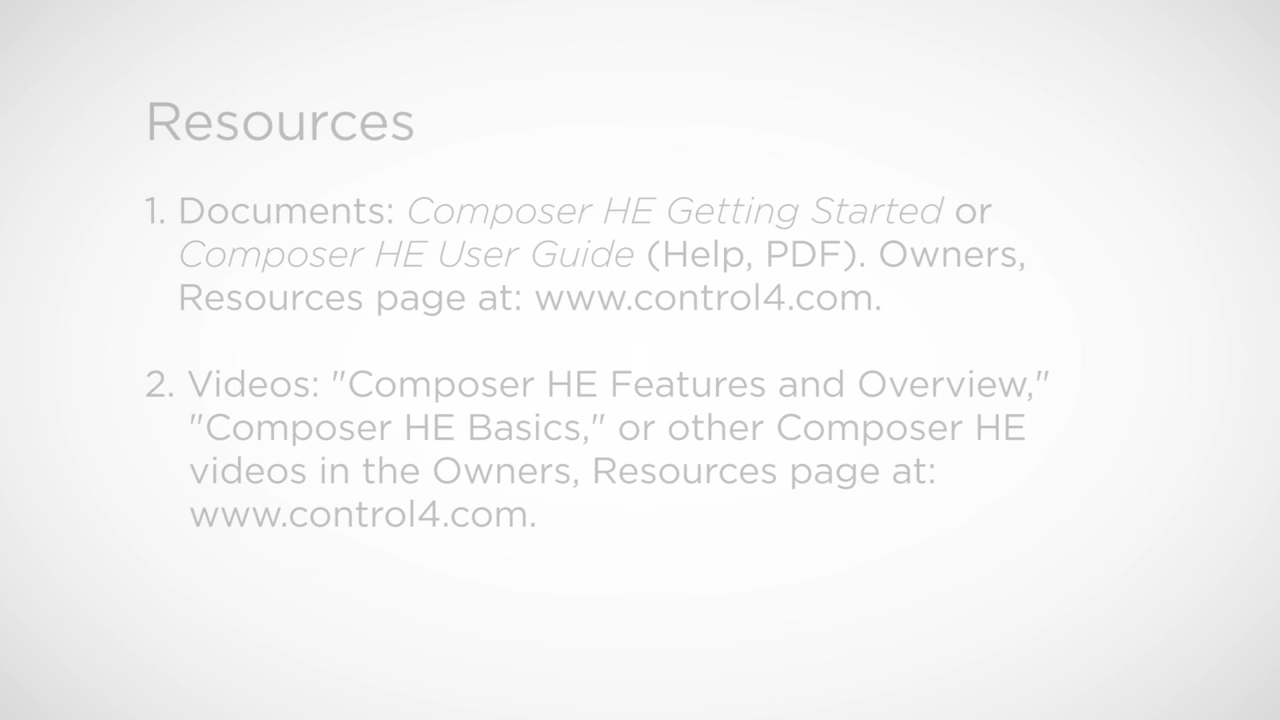 Resources
1. Documents: Composer HE Getting Started or
Composer HE User Guide (Help, PDF). Owners,
Resources page at: www.control4.com.
2. Videos: "Composer HE Features and Overview,"
"Composer HE Basics," or other Composer HE
videos in the Owners, Resources page at:
www.control4.com.